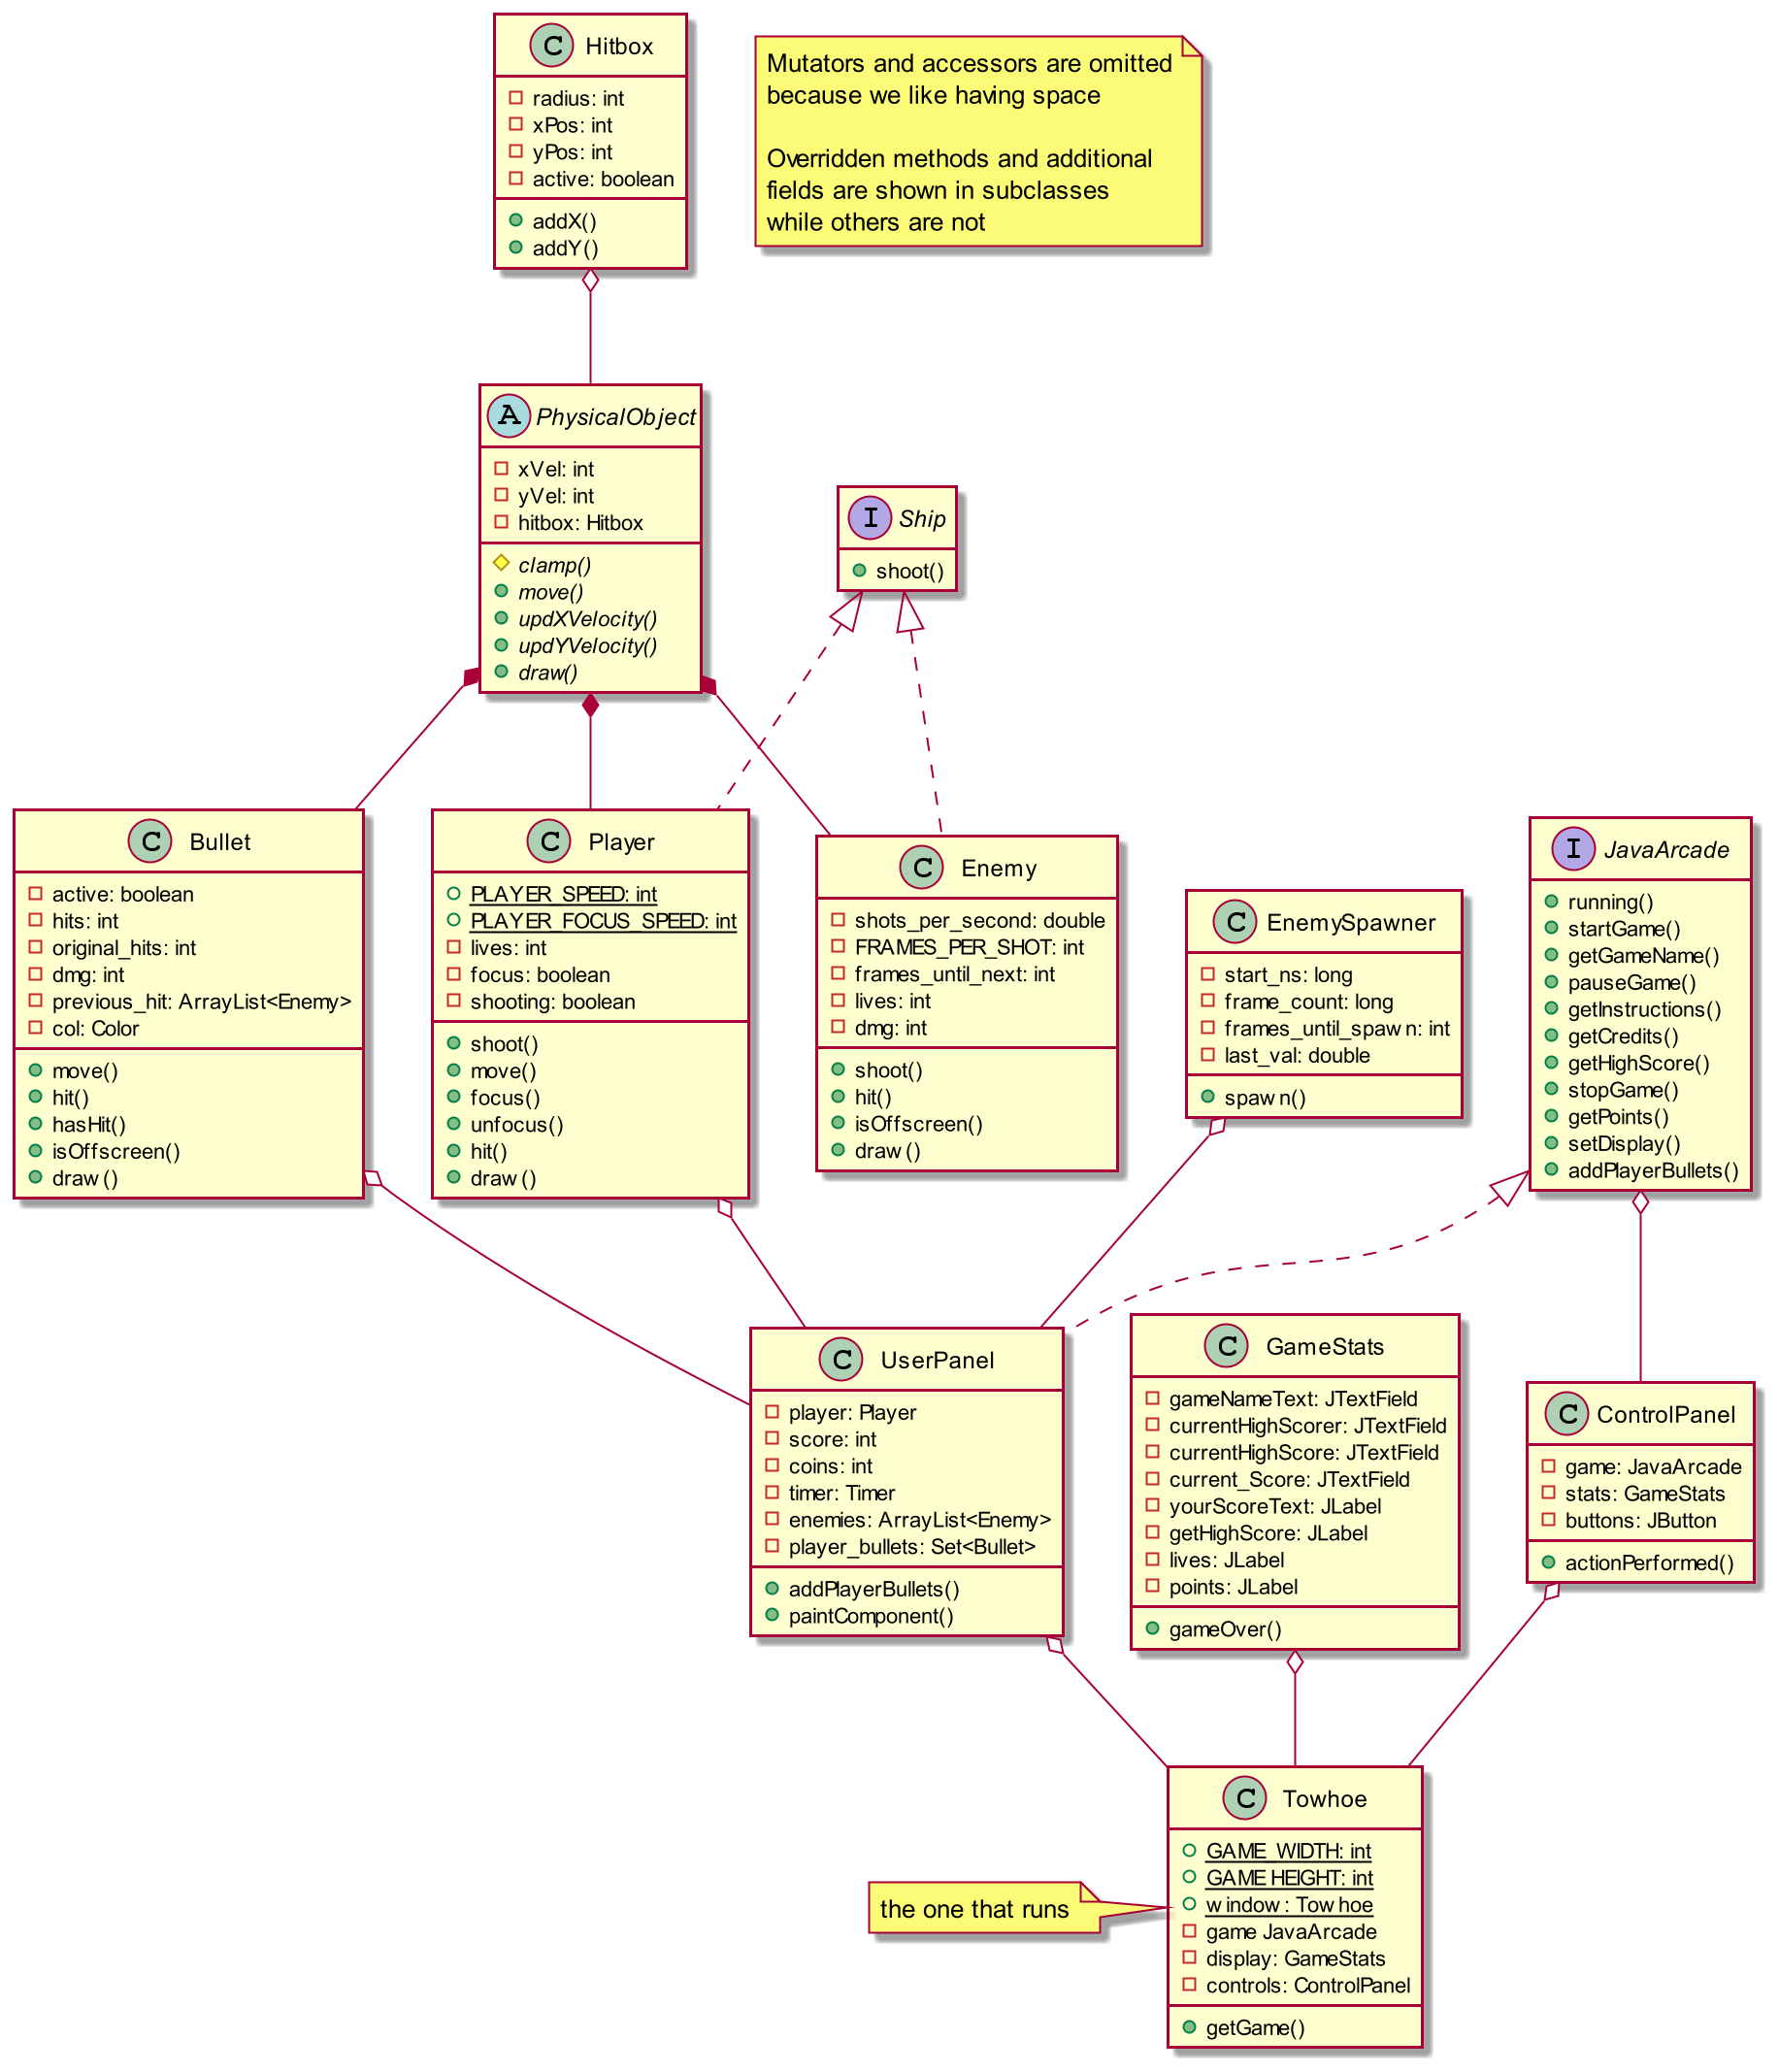 C Hitbox
radius: int
xPos: int
yPos: int
active: boolean
addX()
addY()
Mutators and accessors are omitted
because we like having space
Overridden methods and additional
fields are shown in subclasses
while others are not
A PhysicalObject
xVel: int
yVel: int
hitbox: Hitbox
clamp()
move()
updXVelocity()
updYVelocity()
draw()
I Ship
shoot()
C Bullet
active: boolean
hits: int
original_hits: int
dmg: int
previous_hit: ArrayList<Enemy>
col: Color
move()
hit()
hasHit()
isOffscreen()
draw()
C Player
PLAYER_SPEED: int
PLAYER_FOCUS_SPEED: int
lives: int
focus: boolean
shooting: boolean
shoot()
move()
focus()
unfocus()
hit()
draw()
C Enemy
shots_per_second: double
FRAMES_PER_SHOT: int
frames_until_next: int
lives: int
dmg: int
shoot()
hit()
isOffscreen()
draw()
C EnemySpawner
start_ns: long
frame_count: long
frames_until_spawn: int
last_val: double
spawn()
I JavaArcade
running()
startGame()
getGameName()
pauseGame()
getInstructions()
getCredits()
getHighScore()
stopGame()
getPoints()
setDisplay()
addPlayerBullets()
C UserPanel
player: Player
score: int
coins: int
timer: Timer
enemies: ArrayList<Enemy>
player_bullets: Set<Bullet>
addPlayerBullets()
paintComponent()
C GameStats
gameNameText: JTextField
currentHighScorer: JTextField
currentHighScore: JTextField
current_Score: JTextField
yourScoreText: JLabel
getHighScore: JLabel
lives: JLabel
points: JLabel
gameOver()
C ControlPanel
game: JavaArcade
stats: GameStats
buttons: JButton
actionPerformed()
C Towhoe
GAME_WIDTH: int
GAME HEIGHT: int
window: Towhoe
game JavaArcade
display: GameStats
controls: ControlPanel
getGame()
the one that runs